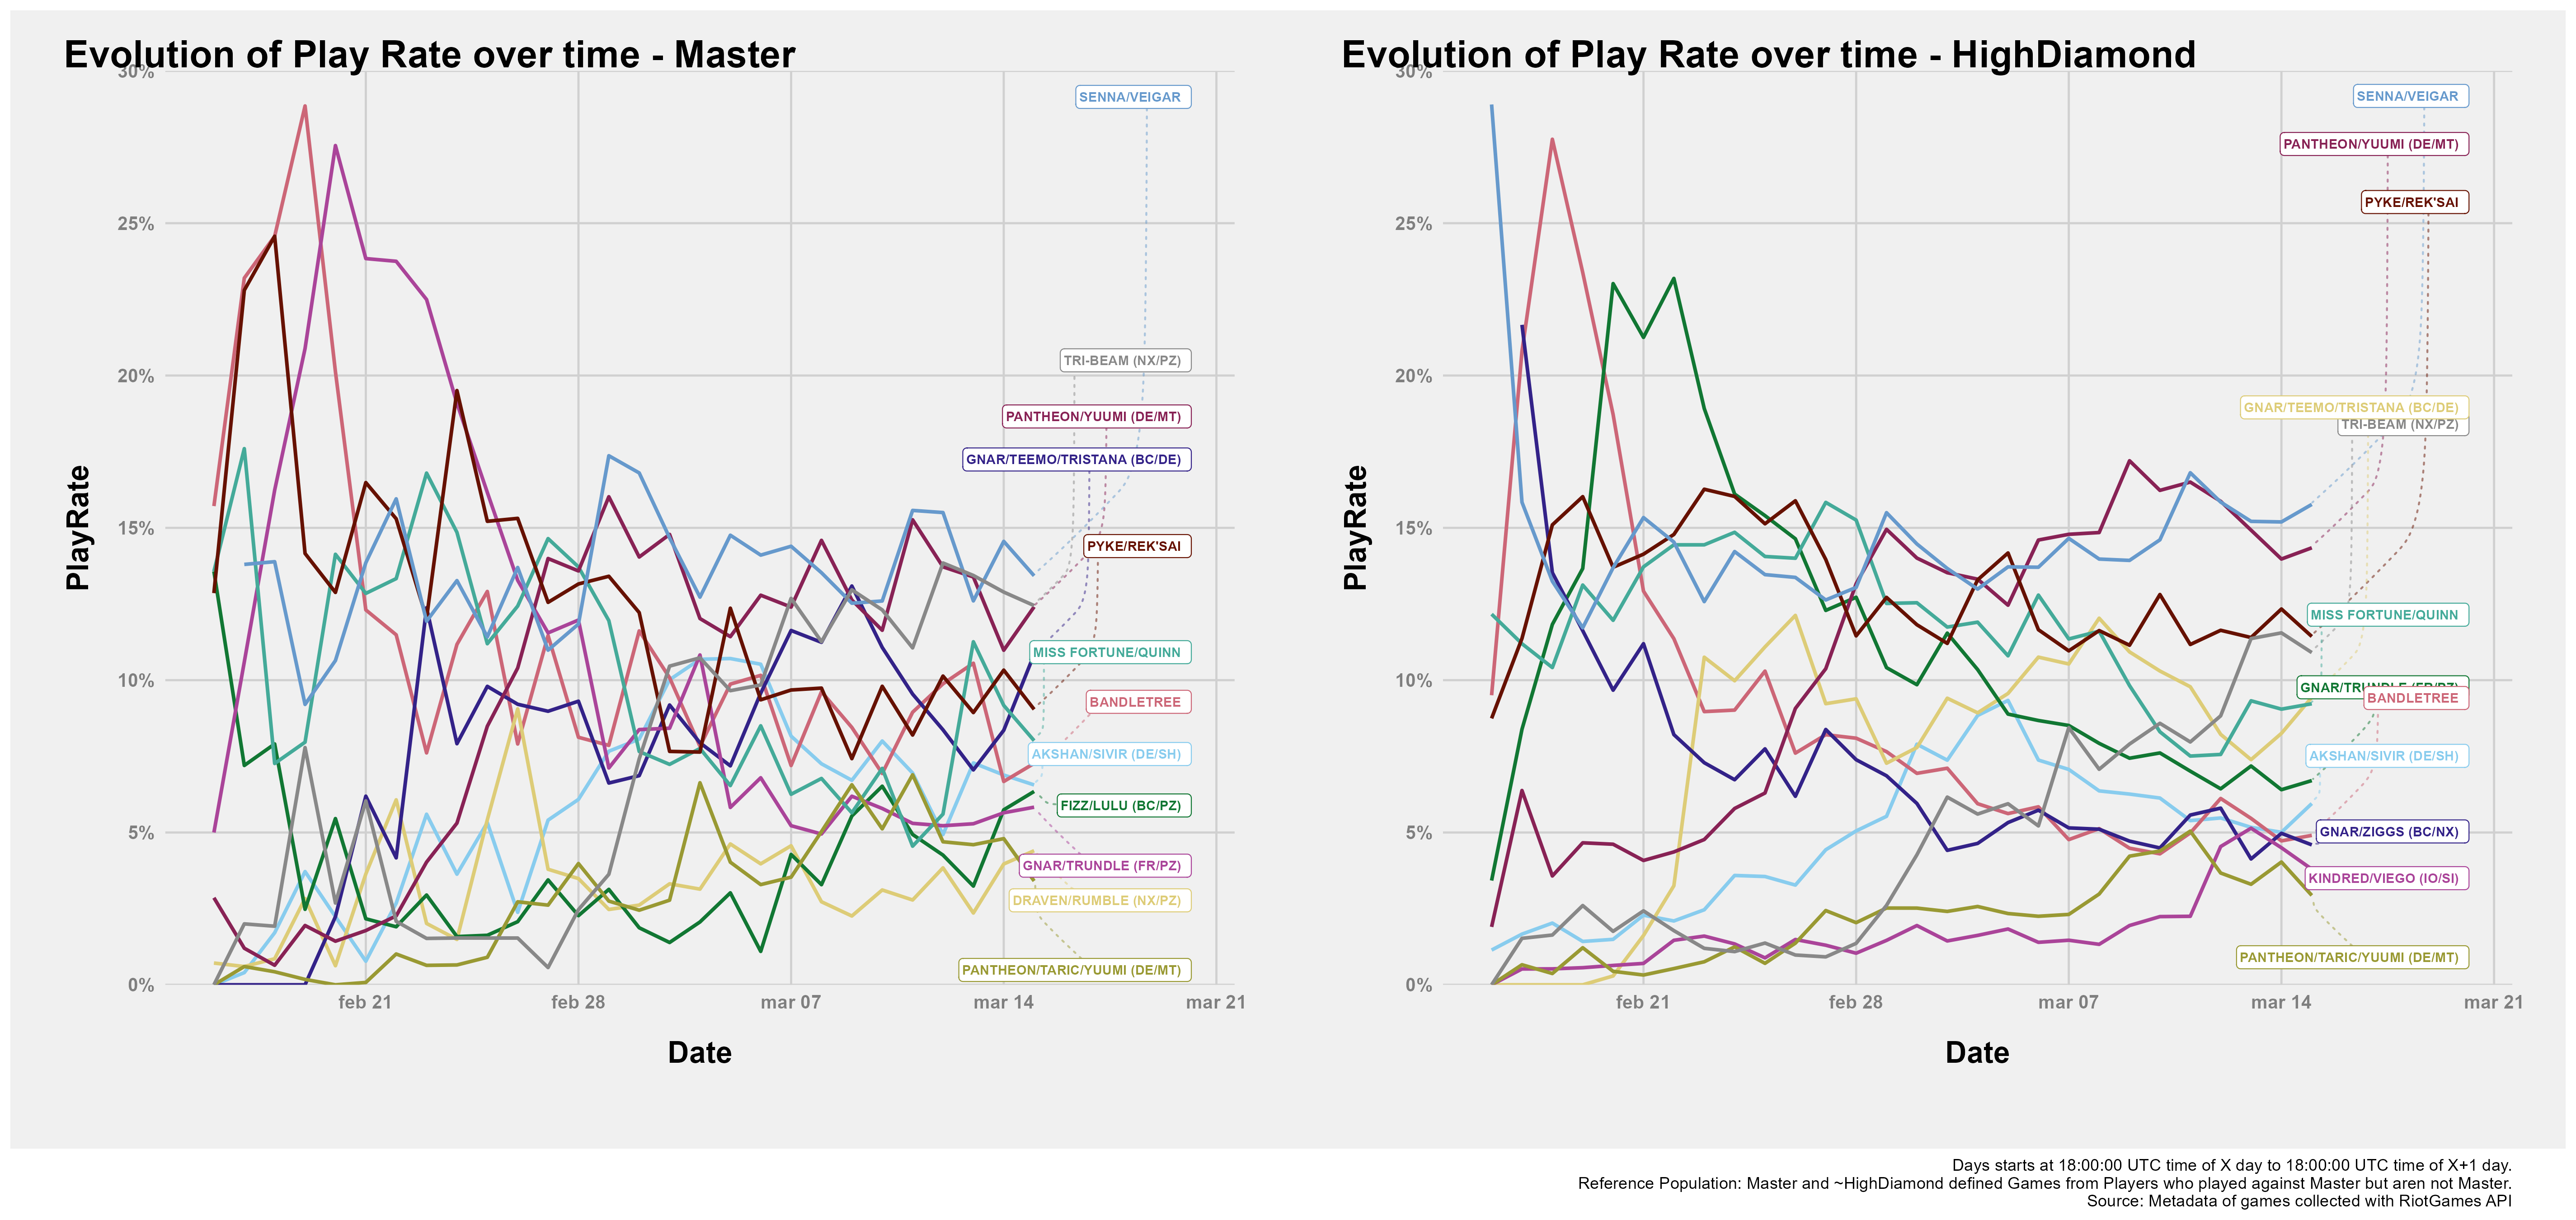 Evolution of Play Rate over time - Master
30%
25%
20%
15%
10%
5%
0%
PlayRate
SENNA/VEIGAR
TRI-BEAM (NX/PZ)
PANTHEON/YUUMI (DE/MT)
GNAR/TEEMO/TRISTANA (BC/DE)
PYKE/REK'SAI
MISS FORTUNE/QUINN
BANDLETREE
AKSHAN/SIVIR (DE/SH)
FIZZ/LULU (BC/PZ)
GNAR/TRUNDLE (FR/PZ)
DRAVEN/RUMBLE (NX/PZ)
PANTHEON/TARIC/YUUMI (DE/MT)
feb 21
feb 28
mar 07
mar 14
mar 21
Date
Evolution of Play Rate over time - HighDiamond
30%
25%
20%
15%
10%
5%
0%
PlayRate
SENNA/VEIGAR
PANTHEON/YUUMI (DE/MT)
PYKE/REK'SAI
GNAR/TEEMO/TRISTANA (BC/DE)
TRI-BEAM (NX/PZ)
MISS FORTUNE/QUINN
GNAR/TRUNDLE (FR/PZ)
BANDLETREE
AKSHAN/SIVIR (DE/SH)
GNAR/ZIGGS (BC/NX)
KINDRED/VIEGO (IO/SI)
PANTHEON/TARIC/YUUMI (DE/MT)
feb 21
feb 28
mar 07
mar 14
mar 21
Date
Days starts at 18:00:00 UTC time of X day to 18:00:00 UTC time of X+1 day.
Reference Population: Master and ~HighDiamond defined Games from Players who played against Master but aren not Master.
Source: Metadata of games collected with RiotGames API